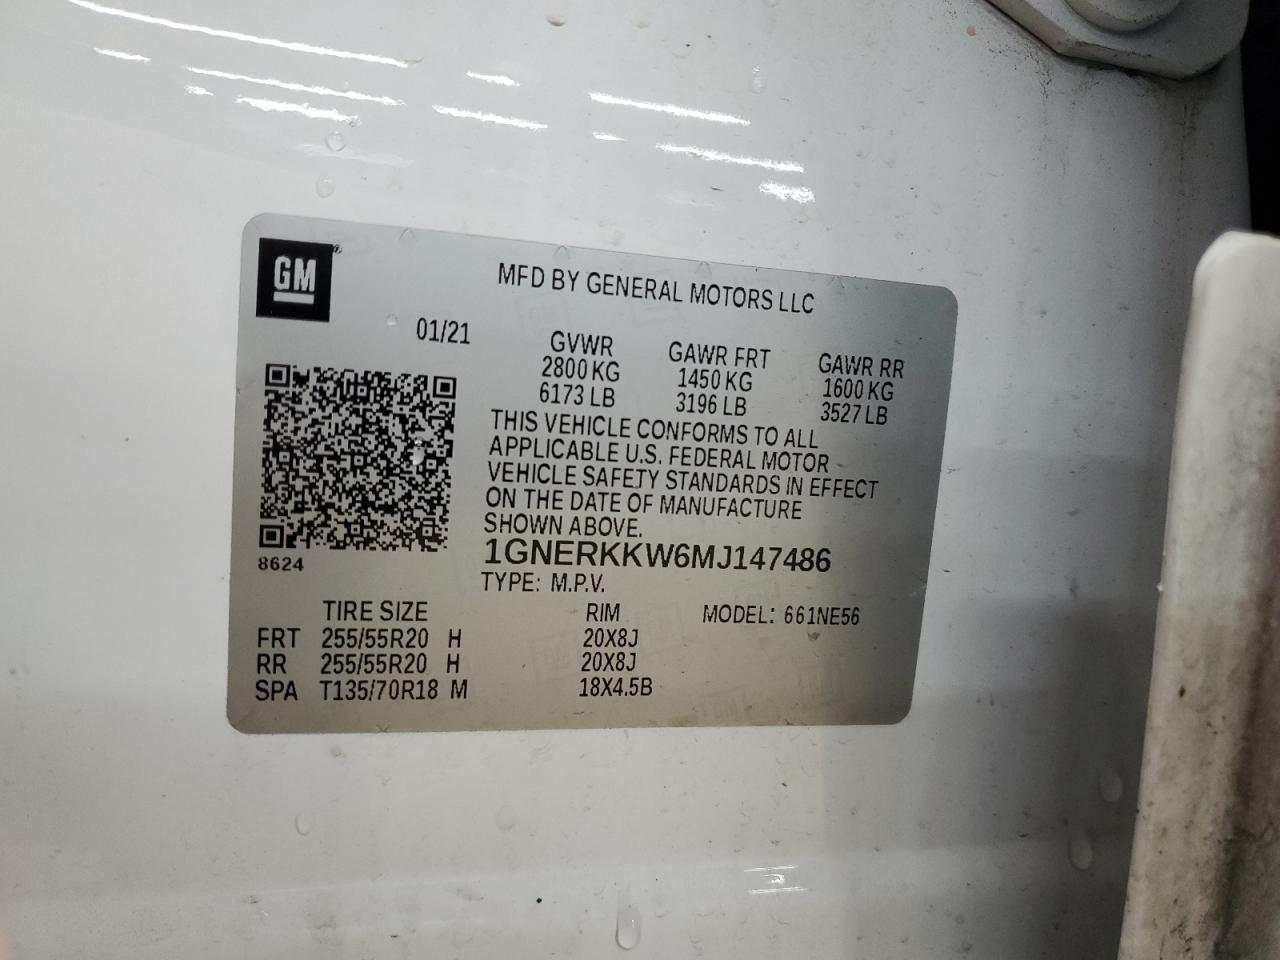 GM
MFD BY GENERAL MOTORS LLC
01/21
GVWR GAWR FRT GAWR RR
2800 KG 1450 KG 1600 KG
6173 LB 3196 LB 3527 LB
THIS VEHICLE CONFORMS TO ALL
APPLICABLE U.S. FEDERAL MOTOR
VEHICLE SAFETY STANDARDS IN EFFECT
ON THE DATE OF MANUFACTURE
SHOWN ABOVE.
1GNERKKW6MJ147486
8624
TYPE: M.P.V.
TIRE SIZE RIM MODEL: 661NE56
FRT 255/55R20 H 20X8J
RR 255/55R20 H 20X8J
SPA T135/70R18 M 18X4.5B